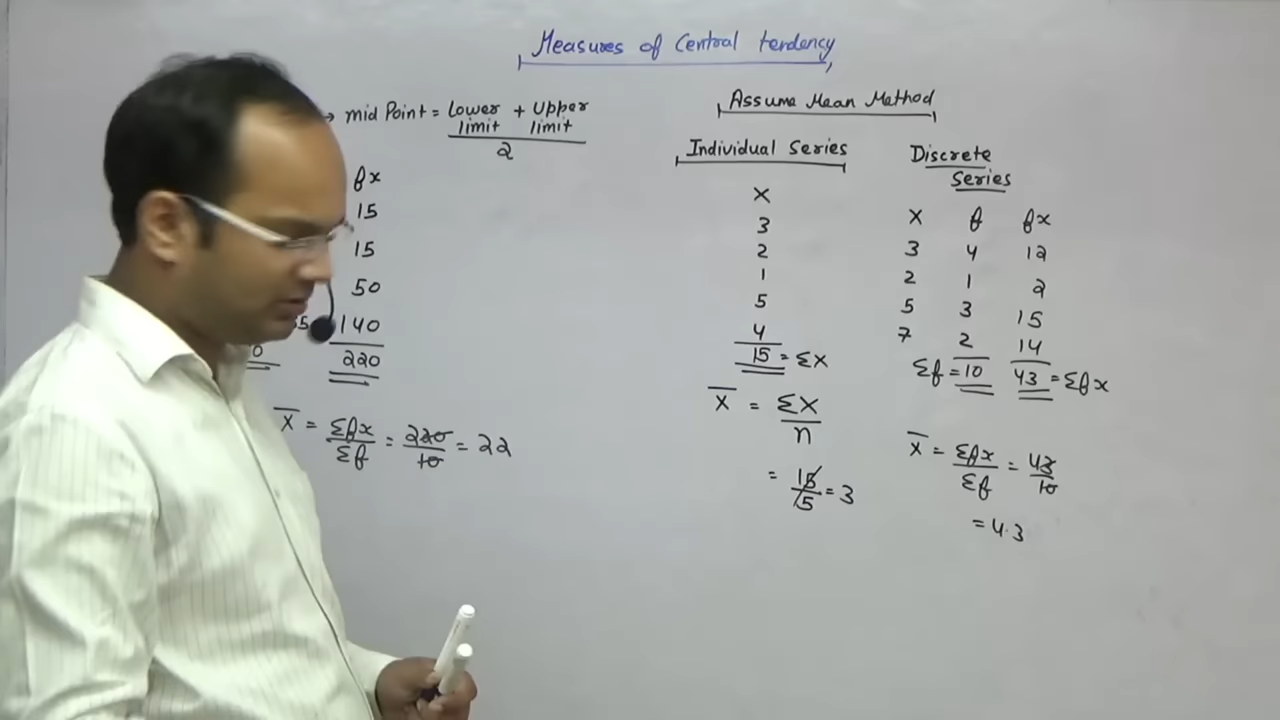 Measures of Central tendency
→ mid Point = Lower limit + Upper limit
2
fx
15
15
50
5 140
0 220
X̄ = Σfx / Σf = 220 / 10 = 22
Assume Mean Method
Individual Series
X
3
2
1
5
4
15 = ΣX
X̄ = ΣX / n
= 15 / 5 = 3
Discrete
Series
X f fx
3 4 12
2 1 2
5 3 15
7 2 14
Σf = 10 43 = Σfx
X̄ = Σfx / Σf = 43 / 10
= 4.3